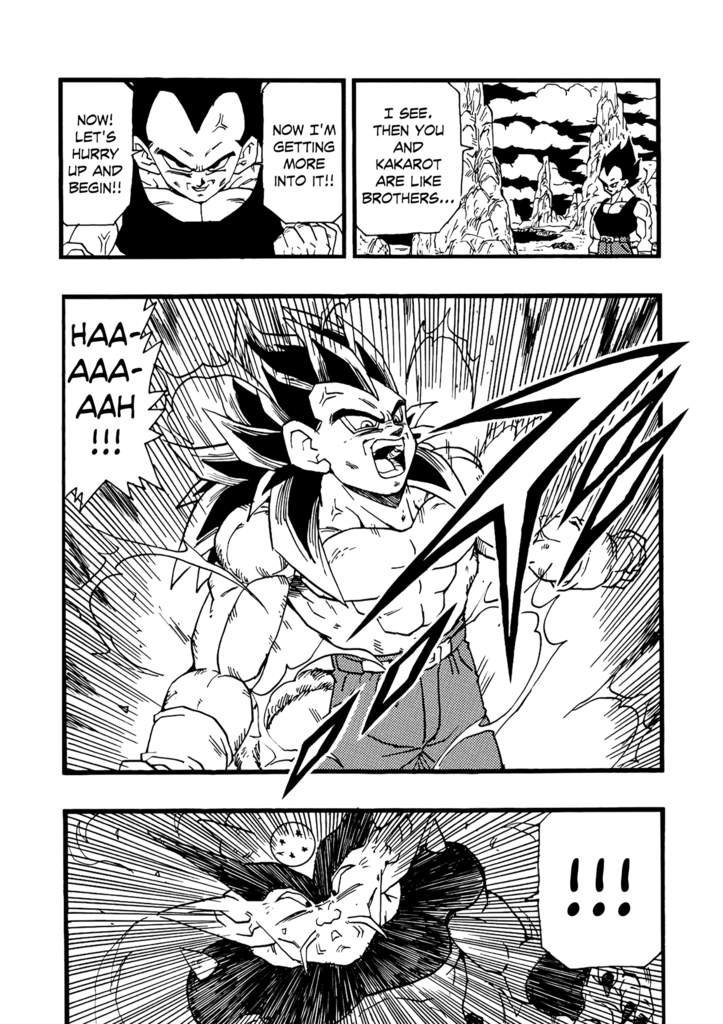 I SEE.
THEN YOU
AND
KAKAROT
ARE LIKE
BROTHERS...
NOW I'M
GETTING
MORE
INTO IT!!
NOW!
LET'S
HURRY
UP AND
BEGIN!!
HAA-
AAA-
AAH
!!!
!!!